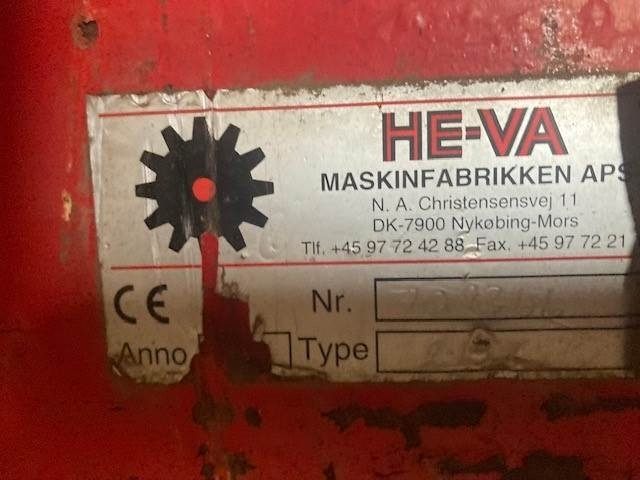 HE-VA
MASKINFABRIKKEN APS
N. A. Christensensvej 11
DK-7900 Nykøbing-Mors
Tlf. +45 97 72 42 88 Fax. +45 97 72 21
CE
Nr.
Anno
Type